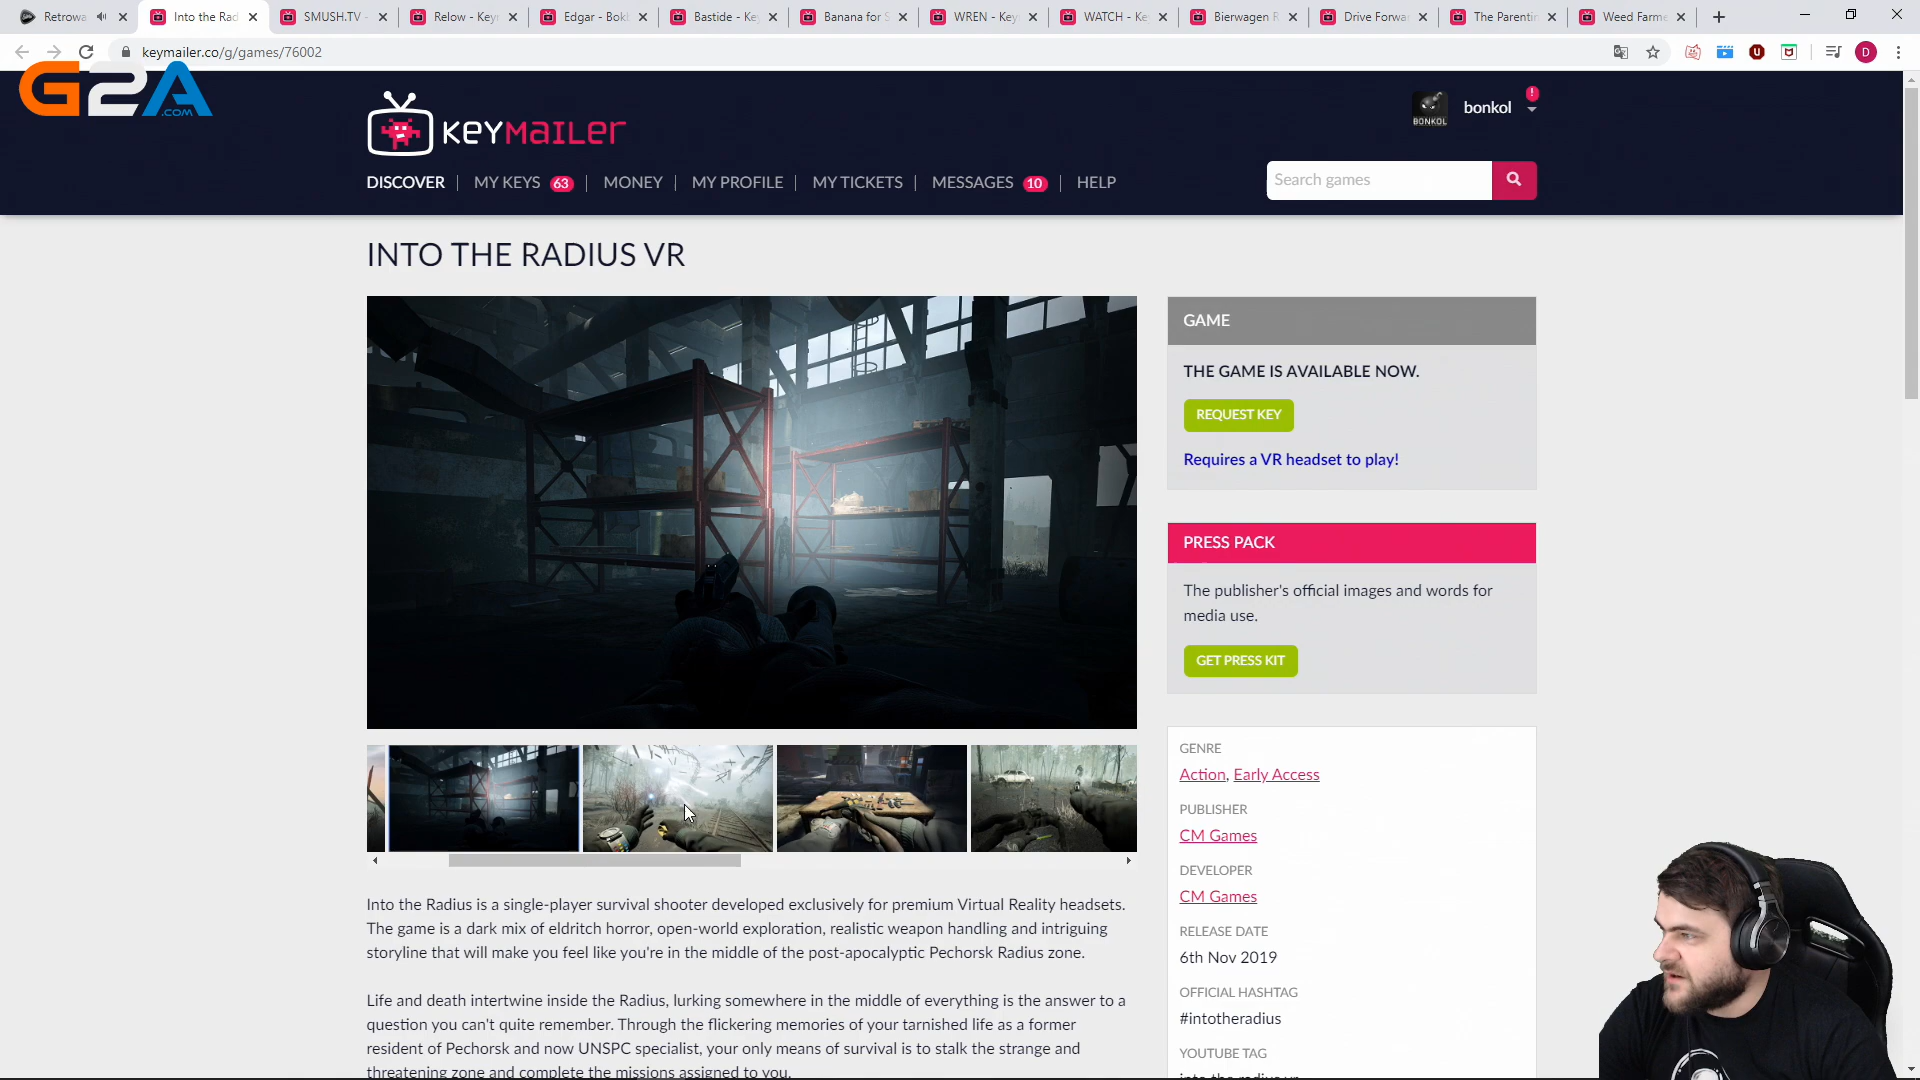 Retrowa
Into the Rad
SMUSH.TV -
Relow - Key
Edgar - Bok
Bastide - Ke
Banana for S
WREN - Key
WATCH - Ke
Bierwagen R
Drive Forwa
The Parentin
Weed Farme
keymailer.co/g/games/76002
D
G2A
.COM
KEYMAILER
BONKOL
bonkol
!
DISCOVER
MY KEYS 63
MONEY
MY PROFILE
MY TICKETS
MESSAGES 10
HELP
Search games
INTO THE RADIUS VR
GAME
THE GAME IS AVAILABLE NOW.
REQUEST KEY
Requires a VR headset to play!
PRESS PACK
The publisher's official images and words for
media use.
GET PRESS KIT
GENRE
Action, Early Access
PUBLISHER
CM Games
DEVELOPER
CM Games
RELEASE DATE
6th Nov 2019
OFFICIAL HASHTAG
#intotheradius
YOUTUBE TAG
into the radius vr
Into the Radius is a single-player survival shooter developed exclusively for premium Virtual Reality headsets.
The game is a dark mix of eldritch horror, open-world exploration, realistic weapon handling and intriguing
storyline that will make you feel like you're in the middle of the post-apocalyptic Pechorsk Radius zone.
Life and death intertwine inside the Radius, lurking somewhere in the middle of everything is the answer to a
question you can't quite remember. Through the flickering memories of your tarnished life as a former
resident of Pechorsk and now UNSPC specialist, your only means of survival is to stalk the strange and
threatening zone and complete the missions assigned to you.